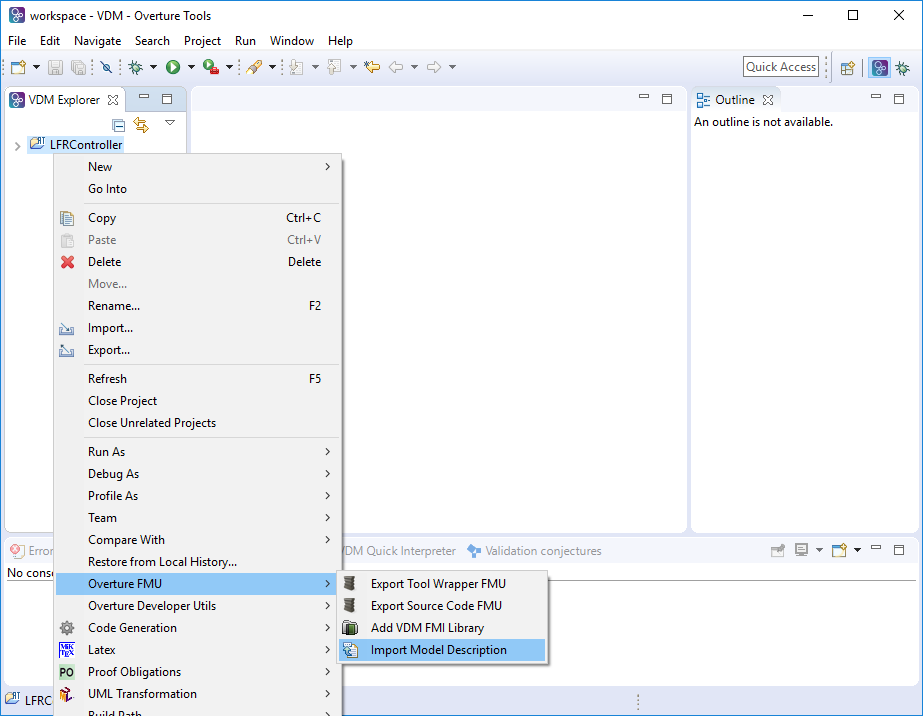 workspace - VDM - Overture Tools
File Edit Navigate Search Project Run Window Help
Quick Access
VDM Explorer
Outline
An outline is not available.
LFRController
New
Go Into
Copy Ctrl+C
Paste Ctrl+V
Delete Delete
Move...
Rename... F2
Import...
Export...
Refresh F5
Close Project
Close Unrelated Projects
Run As
Debug As
Profile As
Team
Compare With
Restore from Local History...
Overture FMU
Overture Developer Utils
Code Generation
Latex
PO Proof Obligations
UML Transformation
Build Path
Export Tool Wrapper FMU
Export Source Code FMU
Add VDM FMI Library
Import Model Description
Error
VDM Quick Interpreter
Validation conjectures
No cons
LFRC